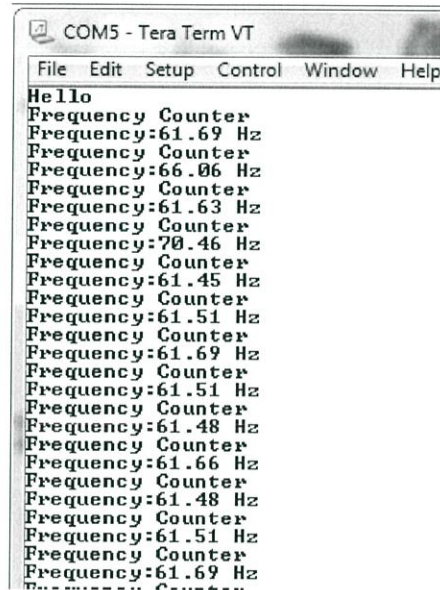 COM5 - Tera Term VT
File Edit Setup Control Window Help
Hello
Frequency Counter
Frequency:61.69 Hz
Frequency Counter
Frequency:66.06 Hz
Frequency Counter
Frequency:61.63 Hz
Frequency Counter
Frequency:70.46 Hz
Frequency Counter
Frequency:61.45 Hz
Frequency Counter
Frequency:61.51 Hz
Frequency Counter
Frequency:61.69 Hz
Frequency Counter
Frequency:61.51 Hz
Frequency Counter
Frequency:61.48 Hz
Frequency Counter
Frequency:61.66 Hz
Frequency Counter
Frequency:61.48 Hz
Frequency Counter
Frequency:61.51 Hz
Frequency Counter
Frequency:61.69 Hz